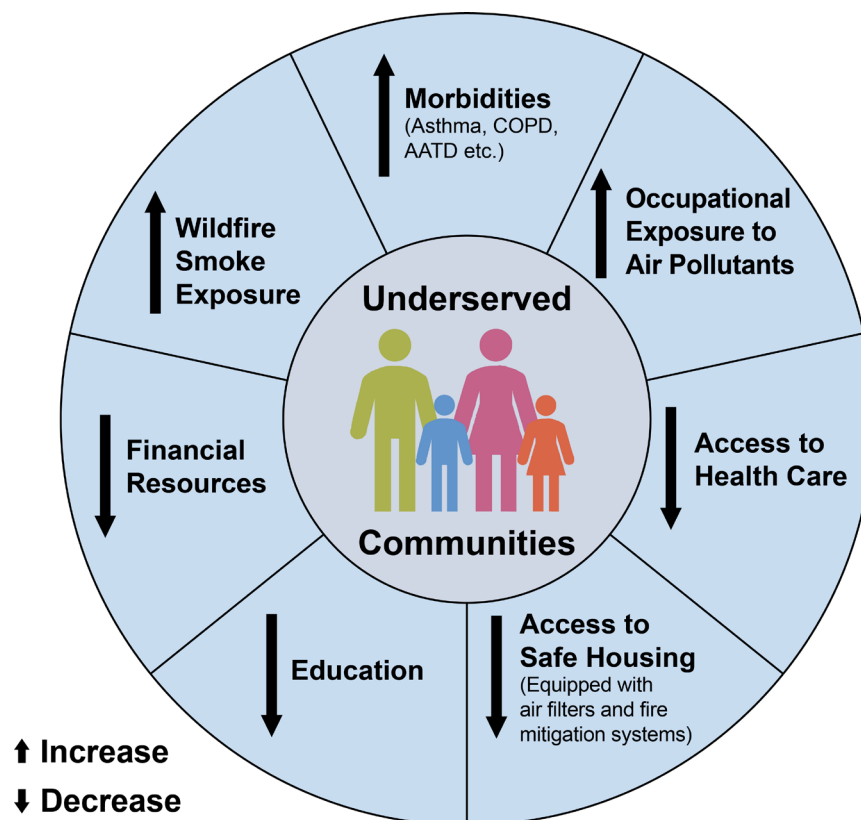 Morbidities
(Asthma, COPD,
AATD etc.)
Occupational
Exposure to
Air Pollutants
Wildfire
Smoke
Exposure
Underserved
Communities
Financial
Resources
Access to
Health Care
Education
Access to
Safe Housing
(Equipped with
air filters and fire
mitigation systems)
Increase
Decrease